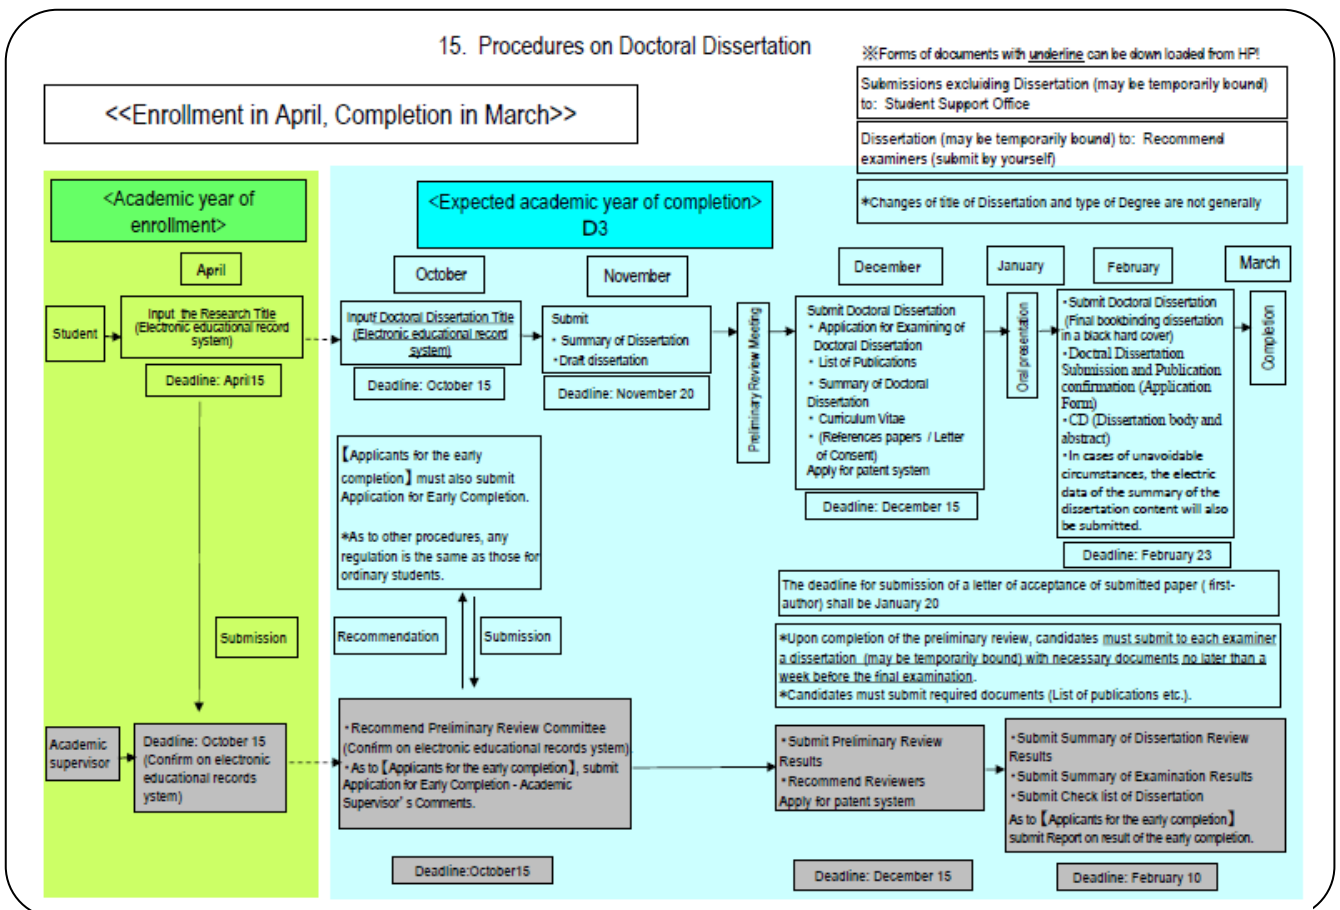 15. Procedures on Doctoral Dissertation
※Forms of documents with underline can be down loaded from HP!
<<Enrollment in April, Completion in March>>
Submissions excluiding Dissertation (may be temporarily bound)
to: Student Support Office
Dissertation (may be temporarily bound) to: Recommend
examiners (submit by yourself)
*Changes of title of Dissertation and type of Degree are not generally
<Academic year of
enrollment>
<Expected academic year of completion>
D3
April
October
November
December
January
February
March
Student
Input the Research Title
(Electronic educational record
system)
Deadline: April15
Inputf Doctoral Dissertation Title
(Electronic educational record
system)
Deadline: October 15
Submit
・Summary of Dissertation
・Draft dissertation
Deadline: November 20
Preliminary Review Meeting
Submit Doctoral Dissertation
・Application for Examining of
Doctoral Dissertation
・List of Publications
・Summary of Doctoral
Dissertation
・Curriculum Vitae
・(References papers / Letter
of Consent)
Apply for patent system
Deadline: December 15
Oral presentation
・Submit Doctoral Dissertation
(Final bookbinding dissertation
in a black hard cover)
・Doctral Dissertation
Submission and Publication
confirmation (Application
Form)
・CD (Dissertation body and
abstract)
・In cases of unavoidable
circumstances, the electric
data of the summary of the
dissertation content will also
be submitted.
Deadline: February 23
Completion
【Applicants for the early
completion】must also submit
Application for Early Completion.
*As to other procedures, any
regulation is the same as those for
ordinary students.
The deadline for submission of a letter of acceptance of submitted paper ( first-
author) shall be January 20
Submission
Recommendation
Submission
*Upon completion of the preliminary review, candidates must submit to each examiner
a dissertation (may be temporarily bound) with necessary documents no later than a
week before the final examination.
*Candidates must submit required documents (List of publications etc.).
Academic
supervisor
Deadline: October 15
(Confirm on electronic
educational records
ystem)
・Recommend Preliminary Review Committee
(Confirm on electronic educational records ystem)
・As to【Applicants for the early completion】, submit
Application for Early Completion - Academic
Supervisor's Comments.
Deadline:October15
・Submit Preliminary Review
Results
・Recommend Reviewers
Apply for patent system
Deadline: December 15
・Submit Summary of Dissertation Review
Results
・Submit Summary of Examination Results
・Submit Check list of Dissertation
As to【Applicants for the early completion】
submit Report on result of the early completion.
Deadline: February 10